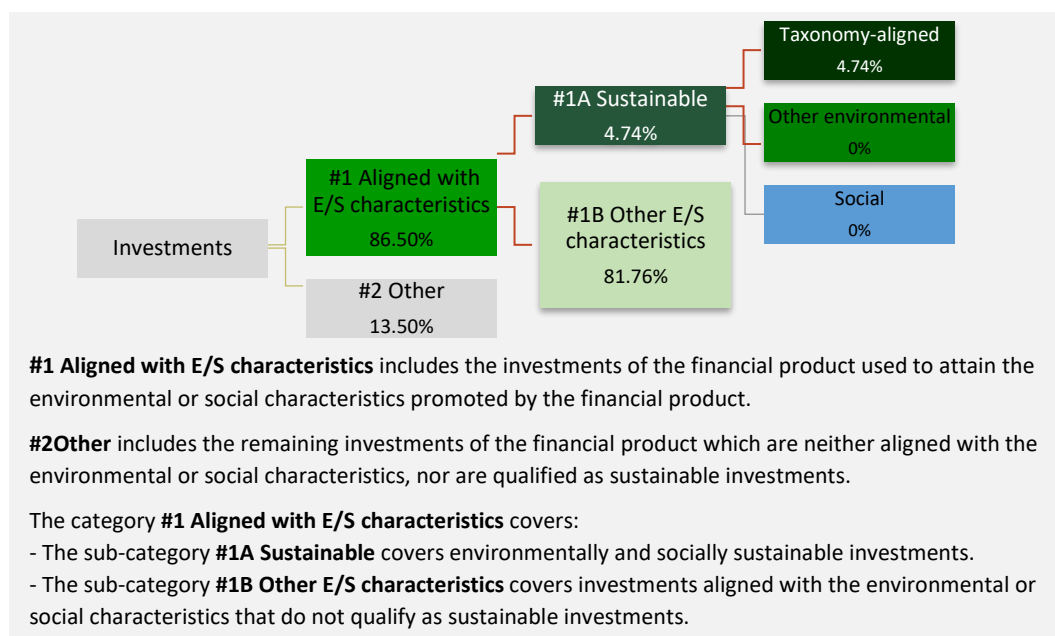 Taxonomy-aligned
4.74%
#1A Sustainable
4.74%
Other environmental
0%
#1 Aligned with
E/S characteristics
86.50%
#1B Other E/S
characteristics
81.76%
Social
0%
Investments
#2 Other
13.50%
#1 Aligned with E/S characteristics includes the investments of the financial product used to attain the
environmental or social characteristics promoted by the financial product.
#2Other includes the remaining investments of the financial product which are neither aligned with the
environmental or social characteristics, nor are qualified as sustainable investments.
The category #1 Aligned with E/S characteristics covers:
- The sub-category #1A Sustainable covers environmentally and socially sustainable investments.
- The sub-category #1B Other E/S characteristics covers investments aligned with the environmental or
social characteristics that do not qualify as sustainable investments.